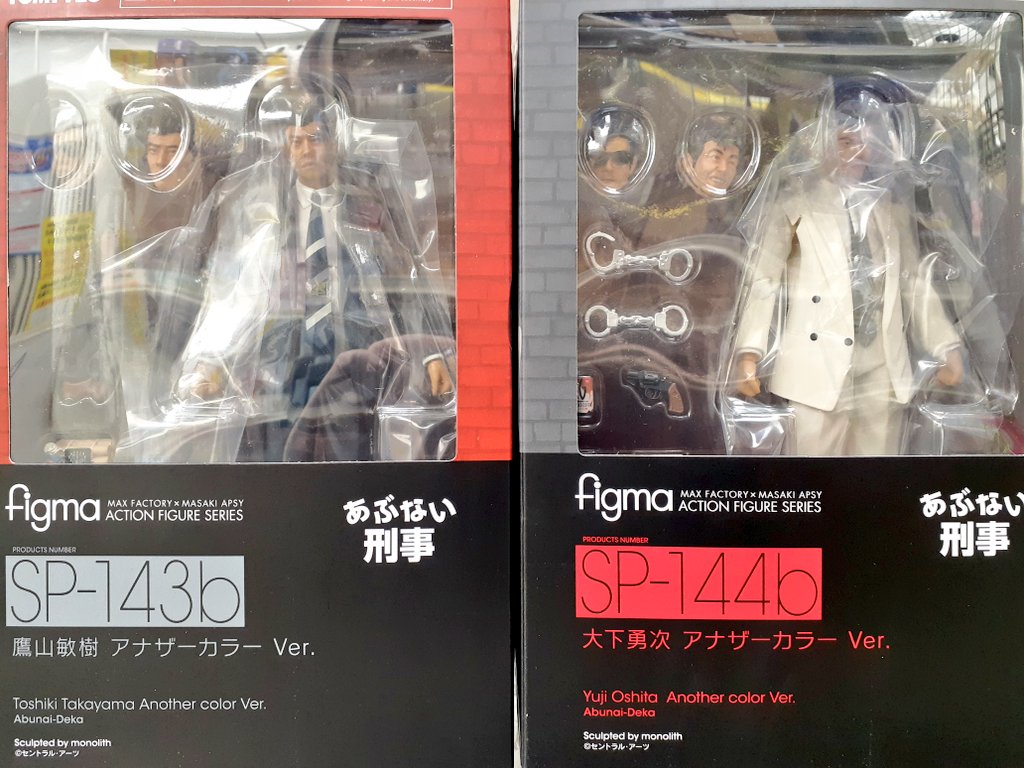 figma MAX FACTORY × MASAKI APSY
ACTION FIGURE SERIES
あぶない
刑事
PRODUCTS NUMBER
SP-143b
鷹山敏樹 アナザーカラー Ver.
Toshiki Takayama Another color Ver.
Abunai-Deka
Sculpted by monolith
©セントラル・アーツ
figma MAX FACTORY × MASAKI APSY
ACTION FIGURE SERIES
あぶない
刑事
PRODUCTS NUMBER
SP-144b
大下勇次 アナザーカラー Ver.
Yuji Oshita Another color Ver.
Abunai-Deka
Sculpted by monolith
©セントラル・アーツ